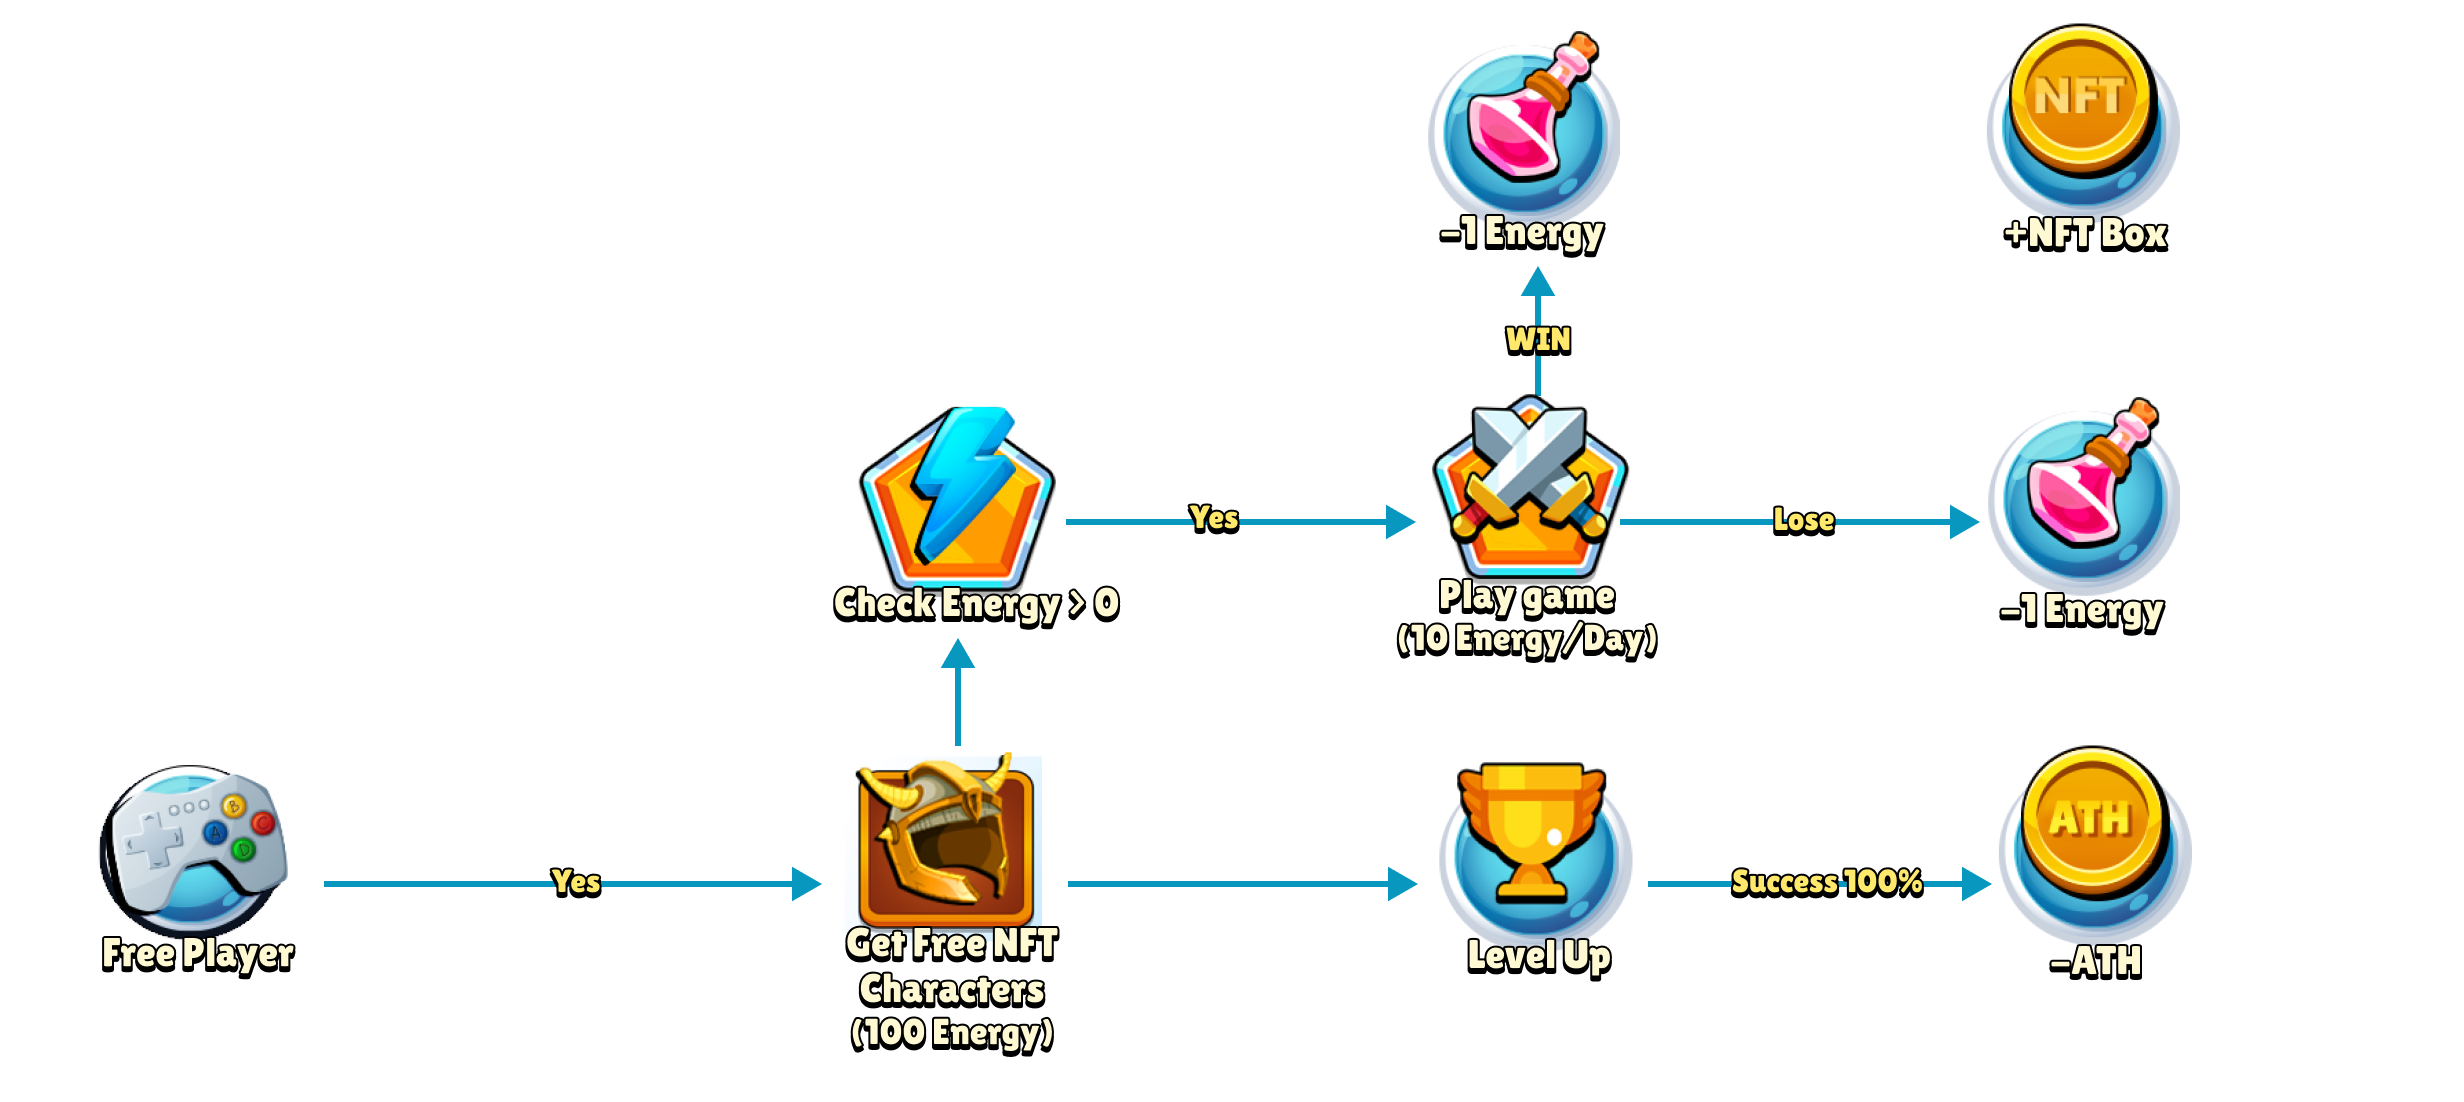 NFT
-1 Energy
+NFT Box
WIN
Yes
Lose
Check Energy > 0
Play game
(10 Energy/Day)
-1 Energy
B
A
C
D
ATH
Yes
Success 100%
Free Player
Get Free NFT
Characters
(100 Energy)
Level Up
-ATH